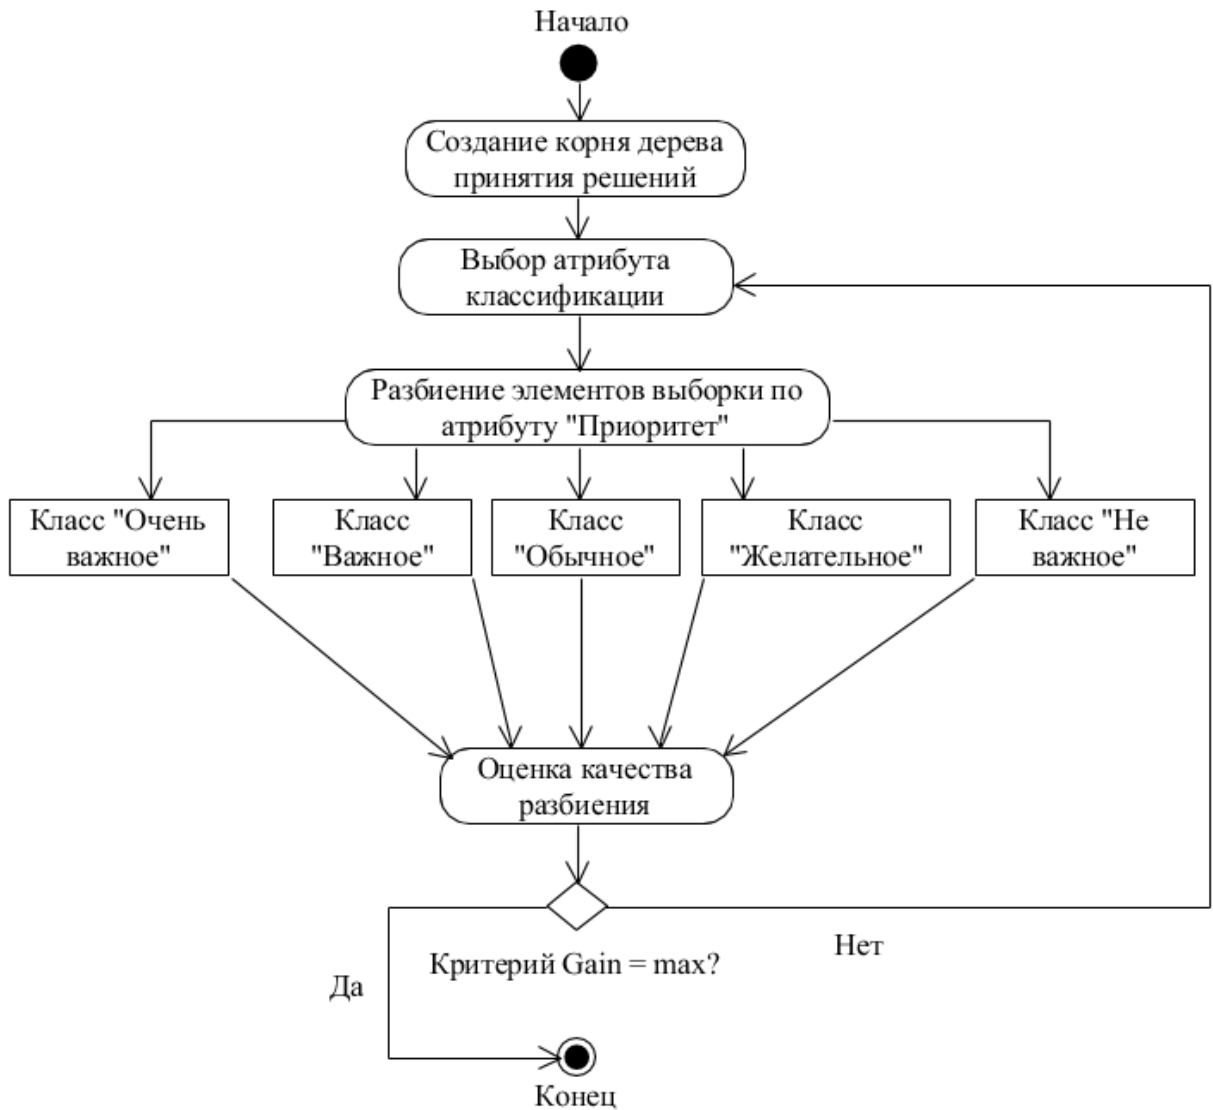 Начало
Создание корня дерева
принятия решений
Выбор атрибута
классификации
Разбиение элементов выборки по
атрибуту "Приоритет"
Класс "Очень
важное"
Класс
"Важное"
Класс
"Обычное"
Класс
"Желательное"
Класс "Не
важное"
Оценка качества
разбиения
Нет
Критерий Gain = max?
Да
Конец